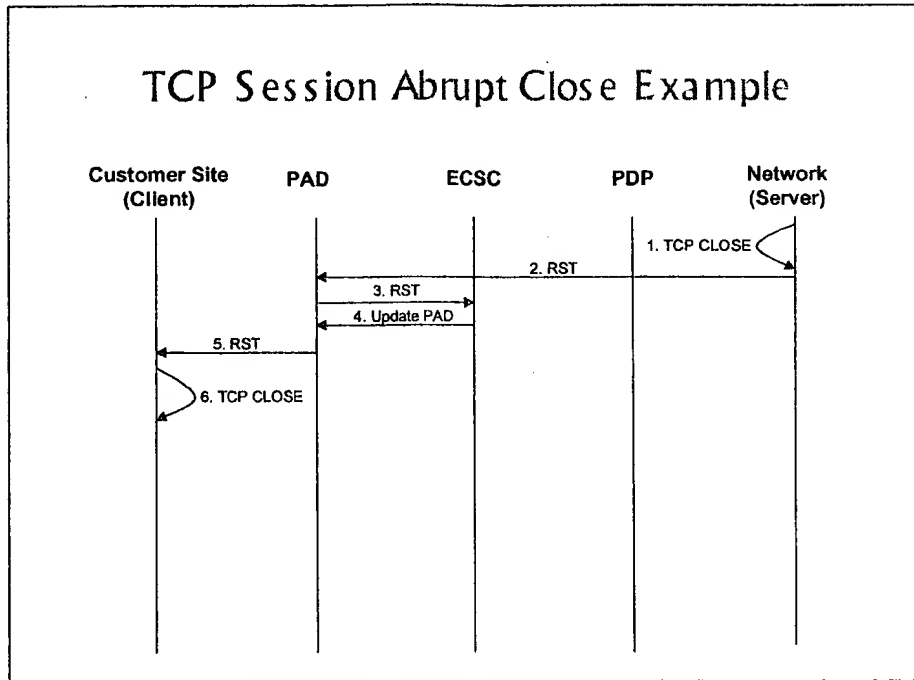 TCP Session Abrupt Close Example
Customer Site
(Client)
PAD
ECSC
PDP
Network
(Server)
1. TCP CLOSE
2. RST
3. RST
4. Update PAD
5. RST
6. TCP CLOSE